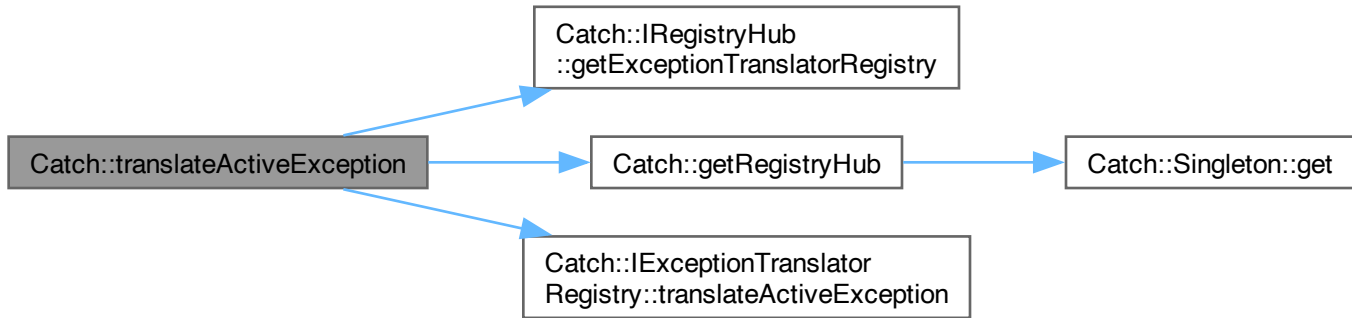 Catch::IRegistryHub
::getExceptionTranslatorRegistry
Catch::translateActiveException
Catch::getRegistryHub
Catch::Singleton::get
Catch::IExceptionTranslator
Registry::translateActiveException